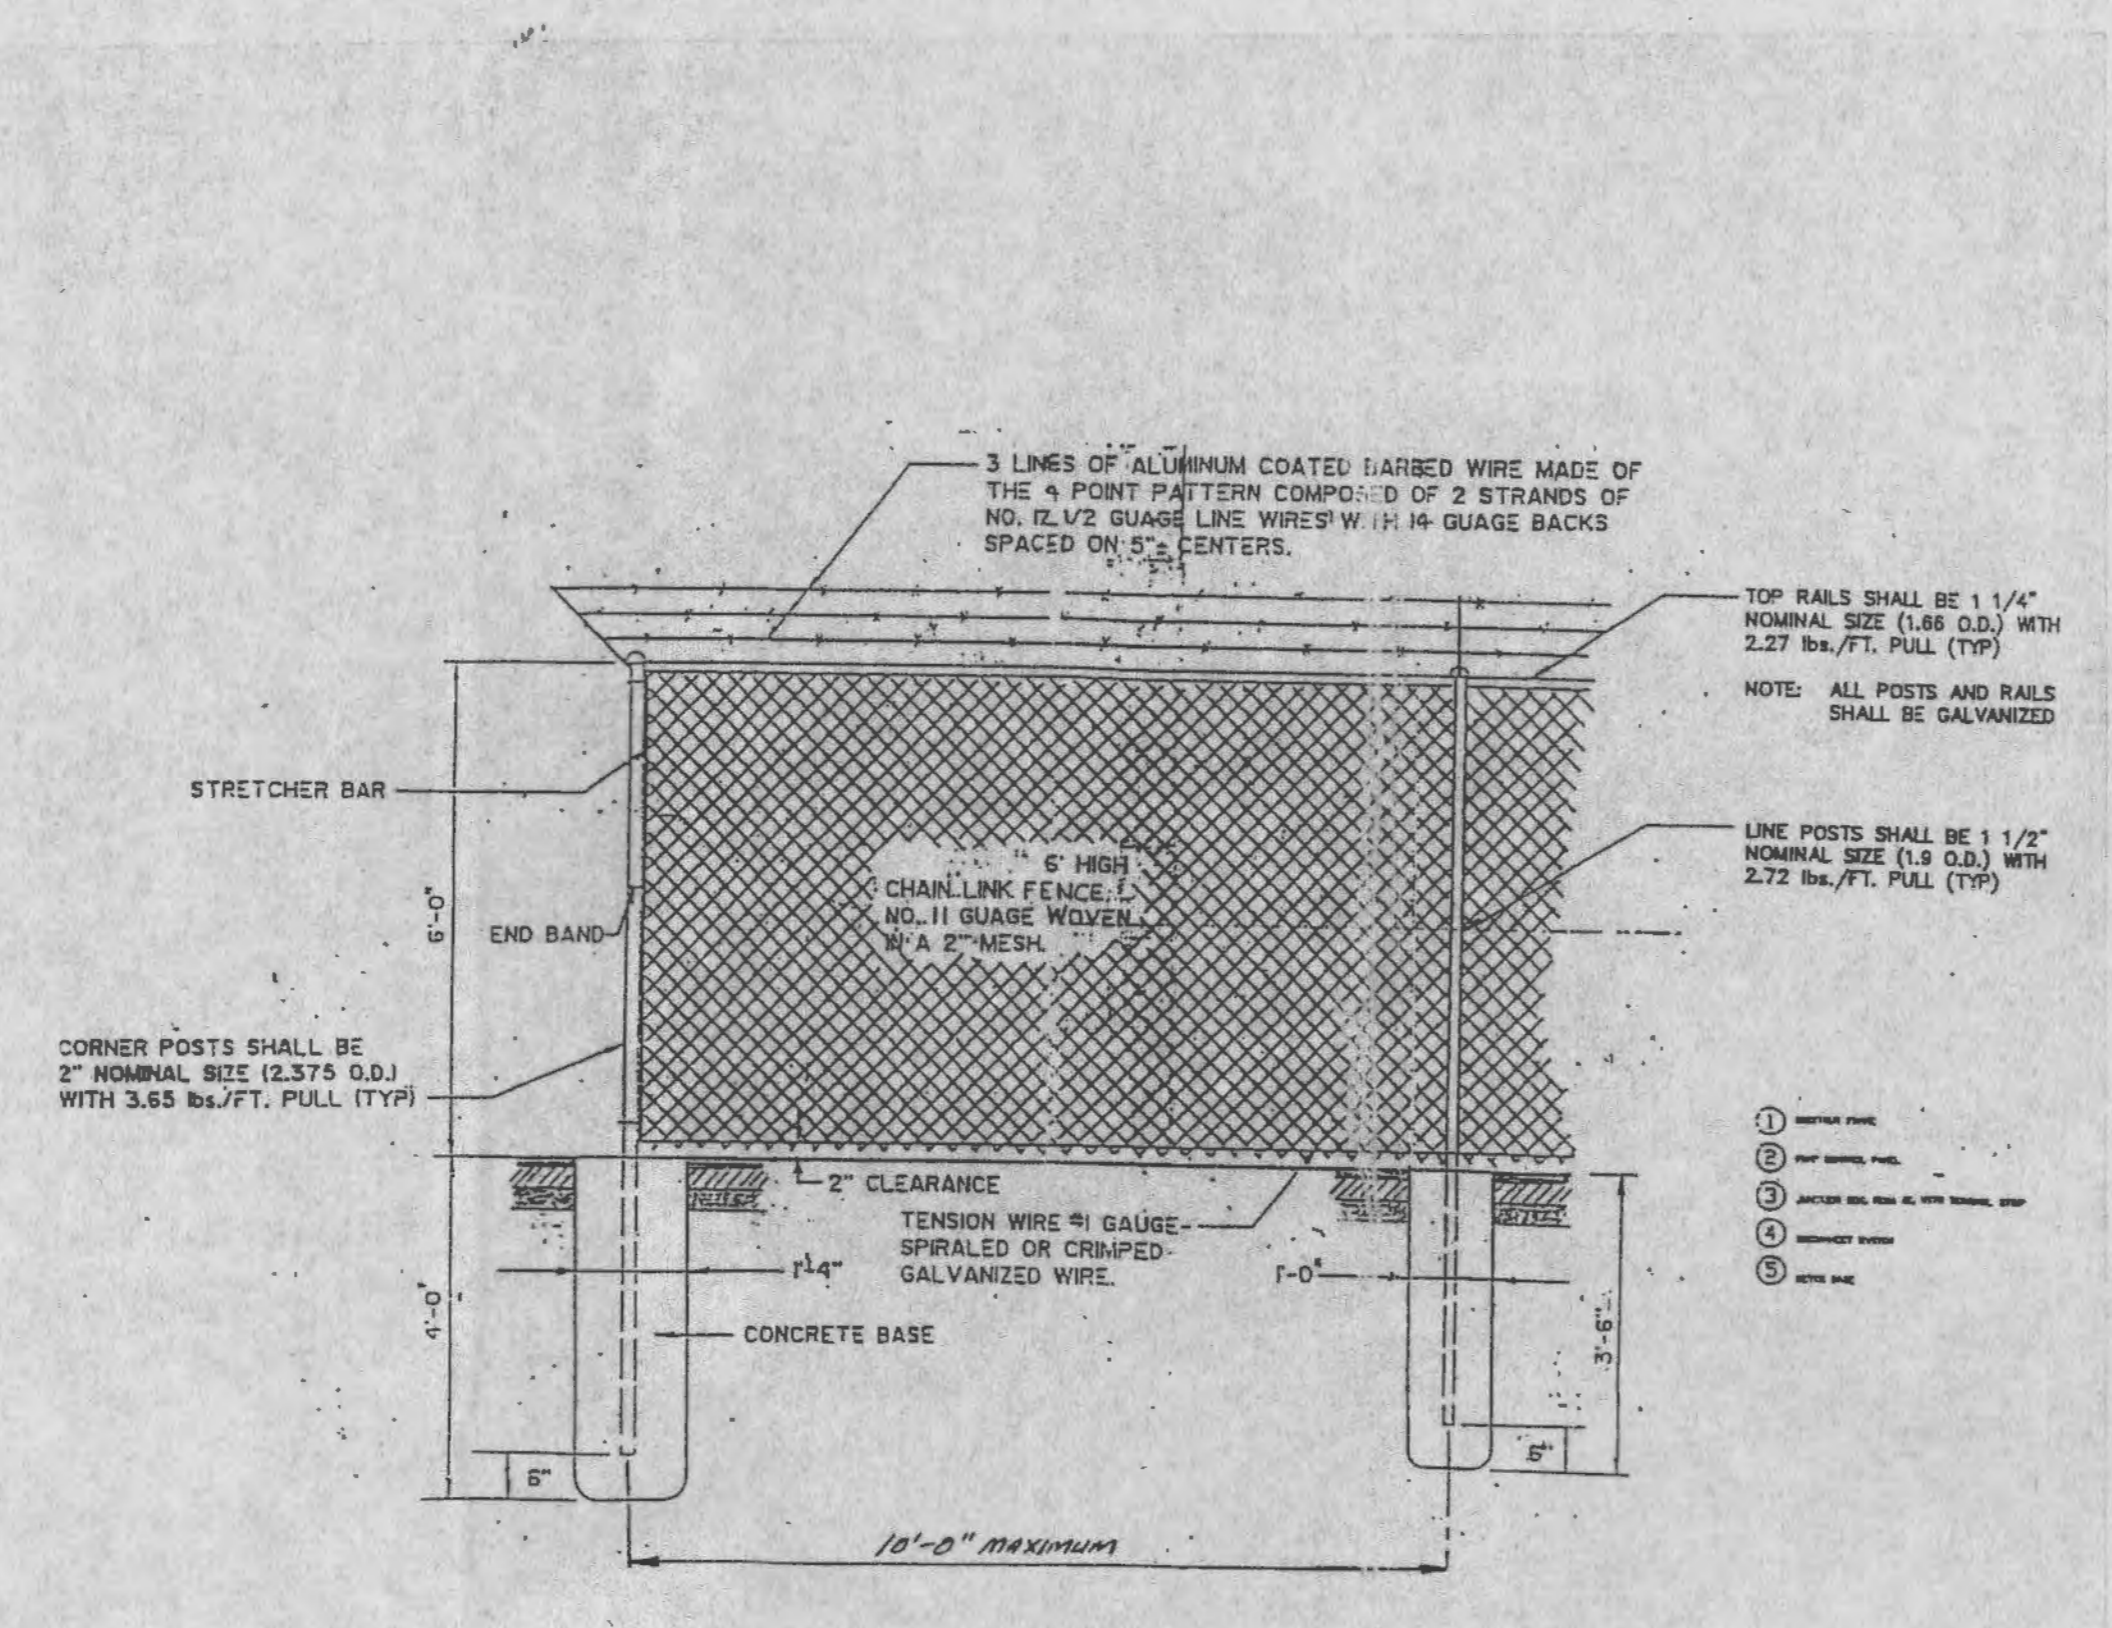 3 LINES OF ALUMINUM COATED BARBED WIRE MADE OF
THE 4 POINT PATTERN COMPOSED OF 2 STRANDS OF
NO. 12 1/2 GUAGE LINE WIRES WITH 14 GUAGE BACKS
SPACED ON 5"± CENTERS.
TOP RAILS SHALL BE 1 1/4"
NOMINAL SIZE (1.66 O.D.) WITH
2.27 lbs./FT. PULL (TYP)
NOTE: ALL POSTS AND RAILS
SHALL BE GALVANIZED
STRETCHER BAR
LINE POSTS SHALL BE 1 1/2"
NOMINAL SIZE (1.9 O.D.) WITH
2.72 lbs./FT. PULL (TYP)
6' HIGH
CHAIN LINK FENCE,
NO. 11 GUAGE WOVEN
IN A 2" MESH.
6'-0"
END BAND
CORNER POSTS SHALL BE
2" NOMINAL SIZE (2.375 O.D.)
WITH 3.65 lbs./FT. PULL (TYP)
1
2
3
4
5
2" CLEARANCE
TENSION WIRE #1 GAUGE
SPIRALED OR CRIMPED
GALVANIZED WIRE.
1'-0"
4'-0"
CONCRETE BASE
3'-6"
6"
6"
10'-0" MAXIMUM